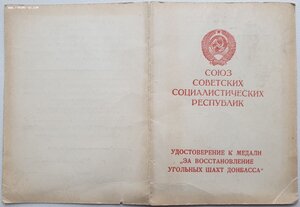 СОЮЗ
СОВЕТСКИХ
СОЦИАЛИСТИЧЕСКИХ
РЕСПУБЛИК
УДОСТОВЕРЕНИЕ К МЕДАЛИ
„ЗА ВОССТАНОВЛЕНИЕ
УГОЛЬНЫХ ШАХТ ДОНБАССА“